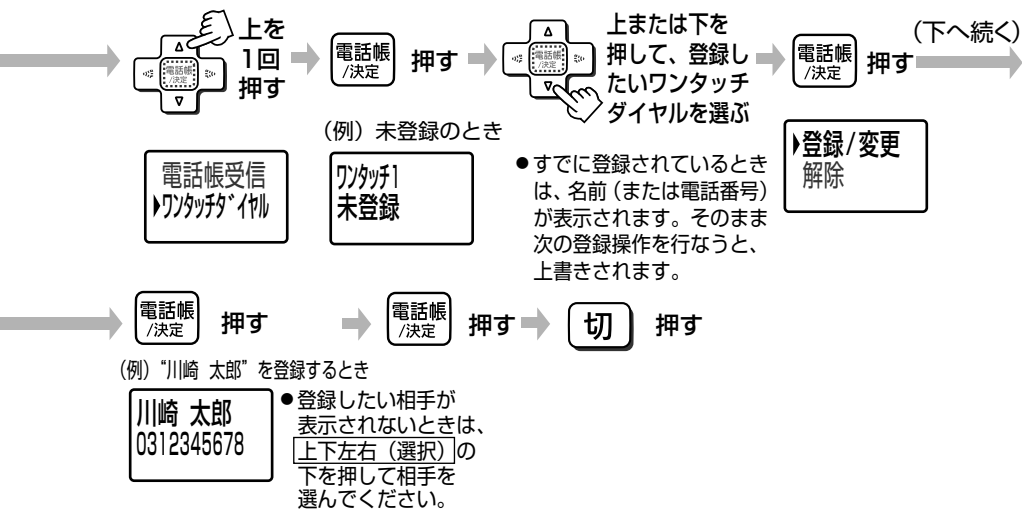 上を
1回
押す
電話帳
/決定
電話帳
/決定
押す
電話帳
/決定
上または下を
押して、登録し
たいワンタッチ
ダイヤルを選ぶ
電話帳
/決定
押す
（下へ続く）
電話帳受信
ワンタッチダイヤル
（例）未登録のとき
ワンタッチ1
未登録
●すでに登録されているとき
は、名前（または電話番号）
が表示されます。そのまま
次の登録操作を行なうと、
上書きされます。
登録/変更
解除
電話帳
/決定
押す
電話帳
/決定
押す
切
押す
（例）“川崎 太郎”を登録するとき
川崎 太郎
0312345678
●登録したい相手が
表示されないときは、
上下左右（選択）の
下を押して相手を
選んでください。